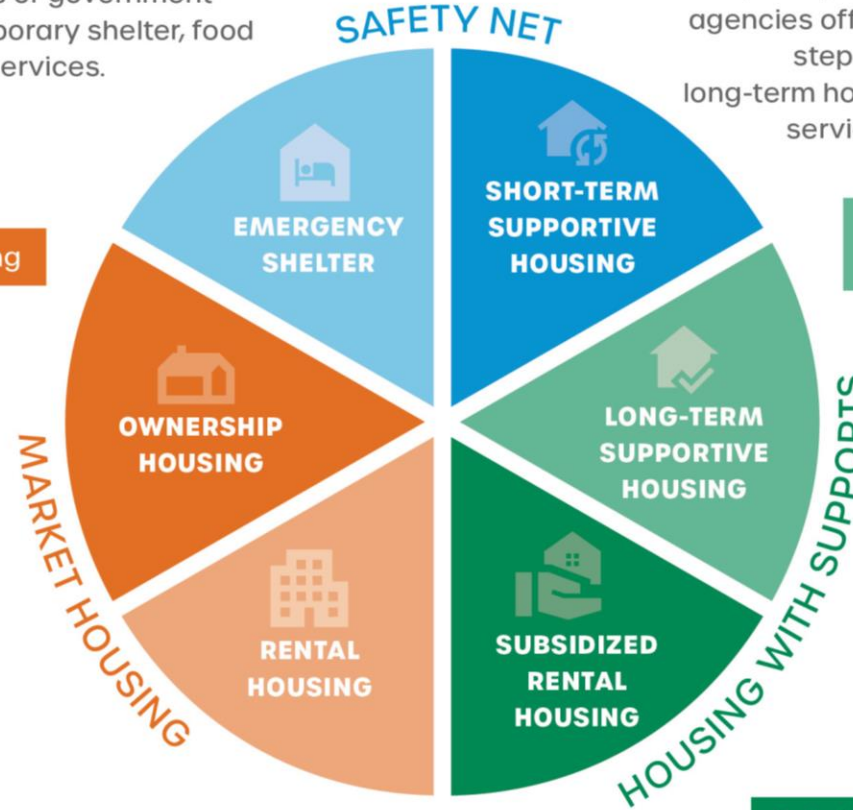 porary shelter, food
ervices.
agencies off
step
long-term ho
servi
SAFETY NET
EMERGENCY
SHELTER
SHORT-TERM
SUPPORTIVE
HOUSING
ng
OWNERSHIP
HOUSING
LONG-TERM
SUPPORTIVE
HOUSING
MARKET HOUSING
RENTAL
HOUSING
SUBSIDIZED
RENTAL
HOUSING
HOUSING WITH SUPPORTS